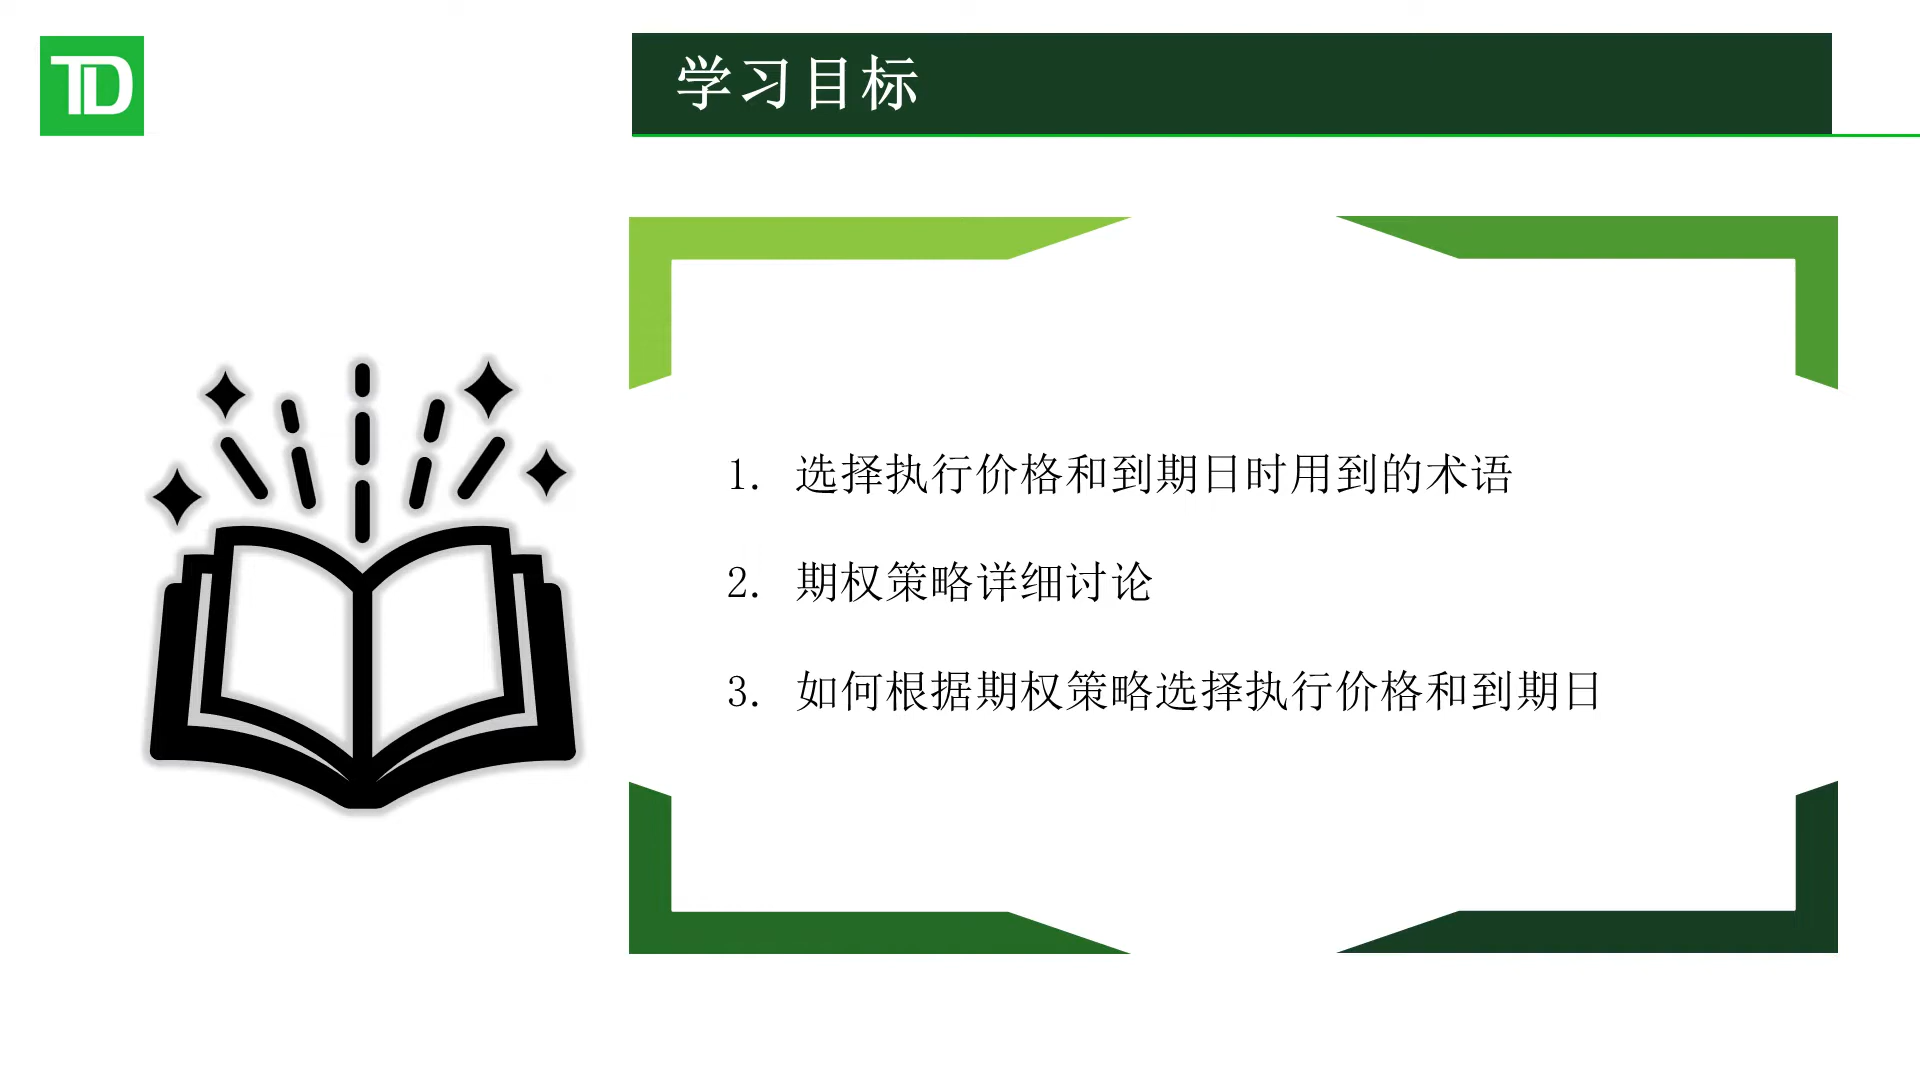 TD
学习目标
1. 选择执行价格和到期日时用到的术语
2. 期权策略详细讨论
3. 如何根据期权策略选择执行价格和到期日